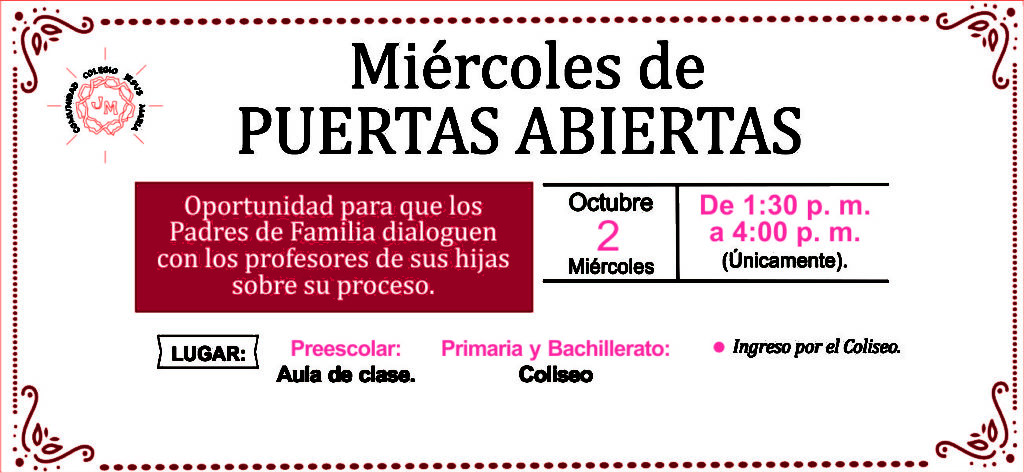 Miércoles de
PUERTAS ABIERTAS
COMUNIDAD COLEGIO JESUS MARIA
JM
Oportunidad para que los
Padres de Familia dialoguen
con los profesores de sus hijas
sobre su proceso.
Octubre
2
Miércoles
De 1:30 p. m.
a 4:00 p. m.
(Únicamente).
LUGAR:
Preescolar:
Aula de clase.
Primaria y Bachillerato:
Coliseo
Ingreso por el Coliseo.